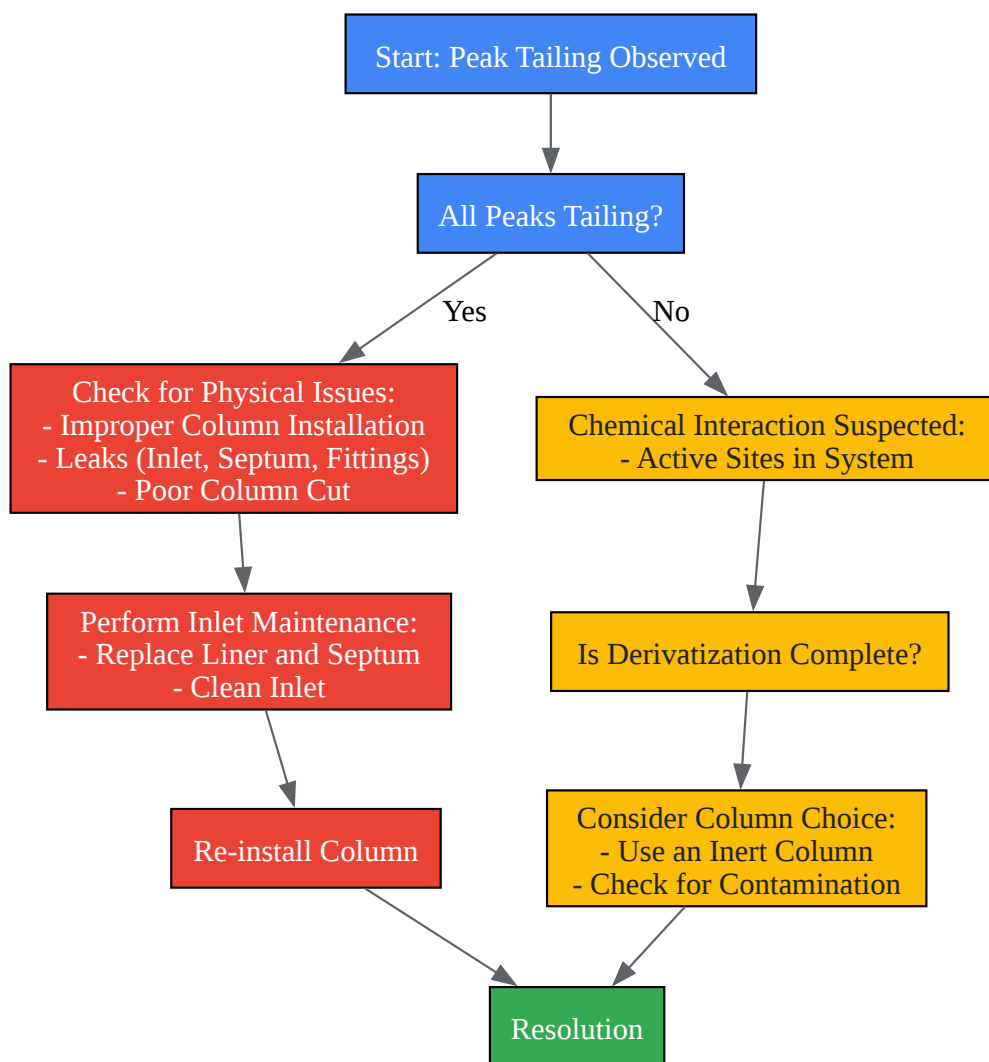 Start: Peak Tailing Observed
All Peaks Tailing?
Yes
No
Check for Physical Issues:
- Improper Column Installation
- Leaks (Inlet, Septum, Fittings)
- Poor Column Cut
Chemical Interaction Suspected:
- Active Sites in System
Perform Inlet Maintenance:
- Replace Liner and Septum
- Clean Inlet
Is Derivatization Complete?
Re-install Column
Consider Column Choice:
- Use an Inert Column
- Check for Contamination
Resolution